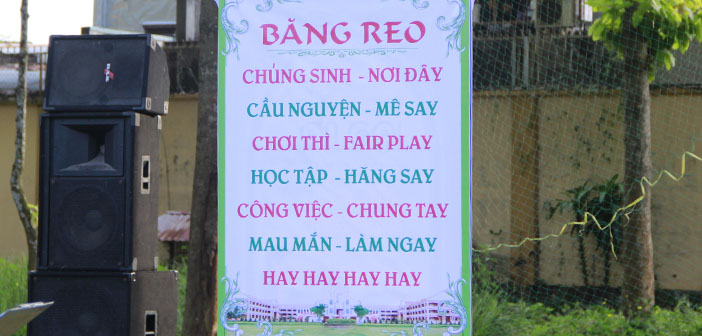 BĂNG REO
CHỦNG SINH - NƠI ĐÂY
CẦU NGUYỆN - MÊ SAY
CHƠI THÌ - FAIR PLAY
HỌC TẬP - HĂNG SAY
CÔNG VIỆC - CHUNG TAY
MAU MẮN - LÀM NGAY
HAY HAY HAY HAY